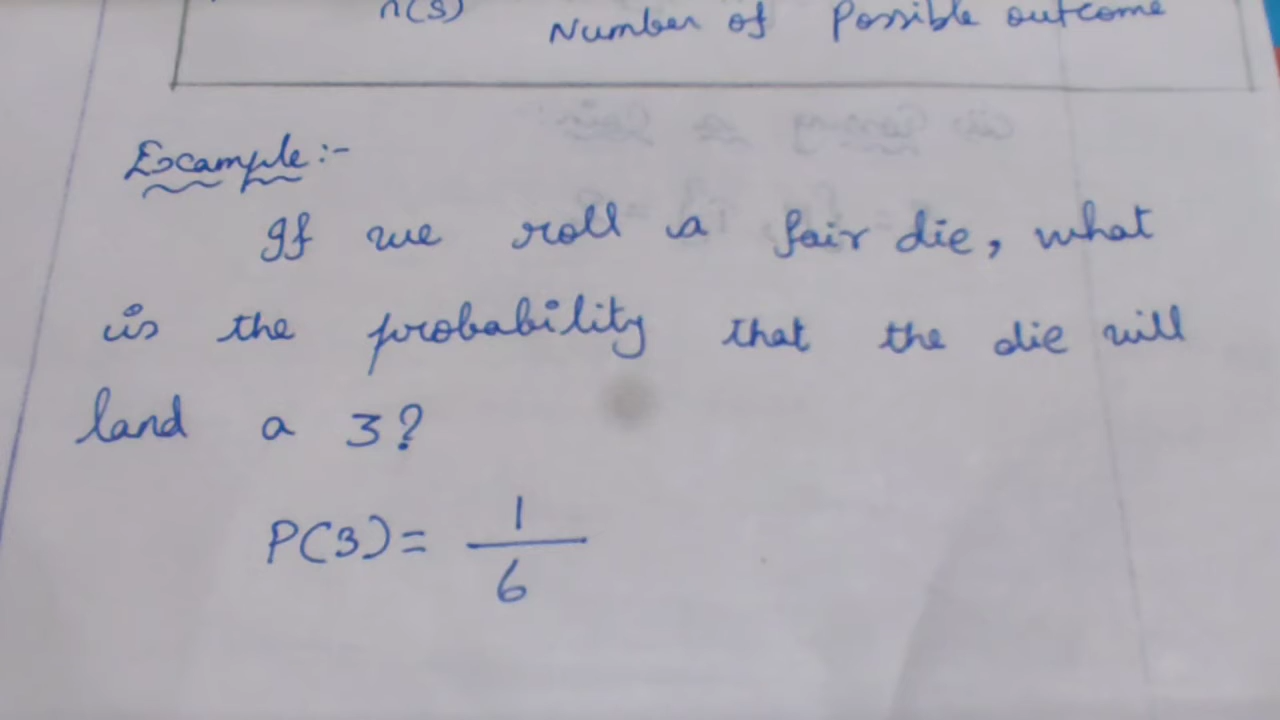 n(S) Number of Possible outcome
Example:-
If we roll a fair die, what
is the probability that the die will
land a 3?
P(3) = 1/6